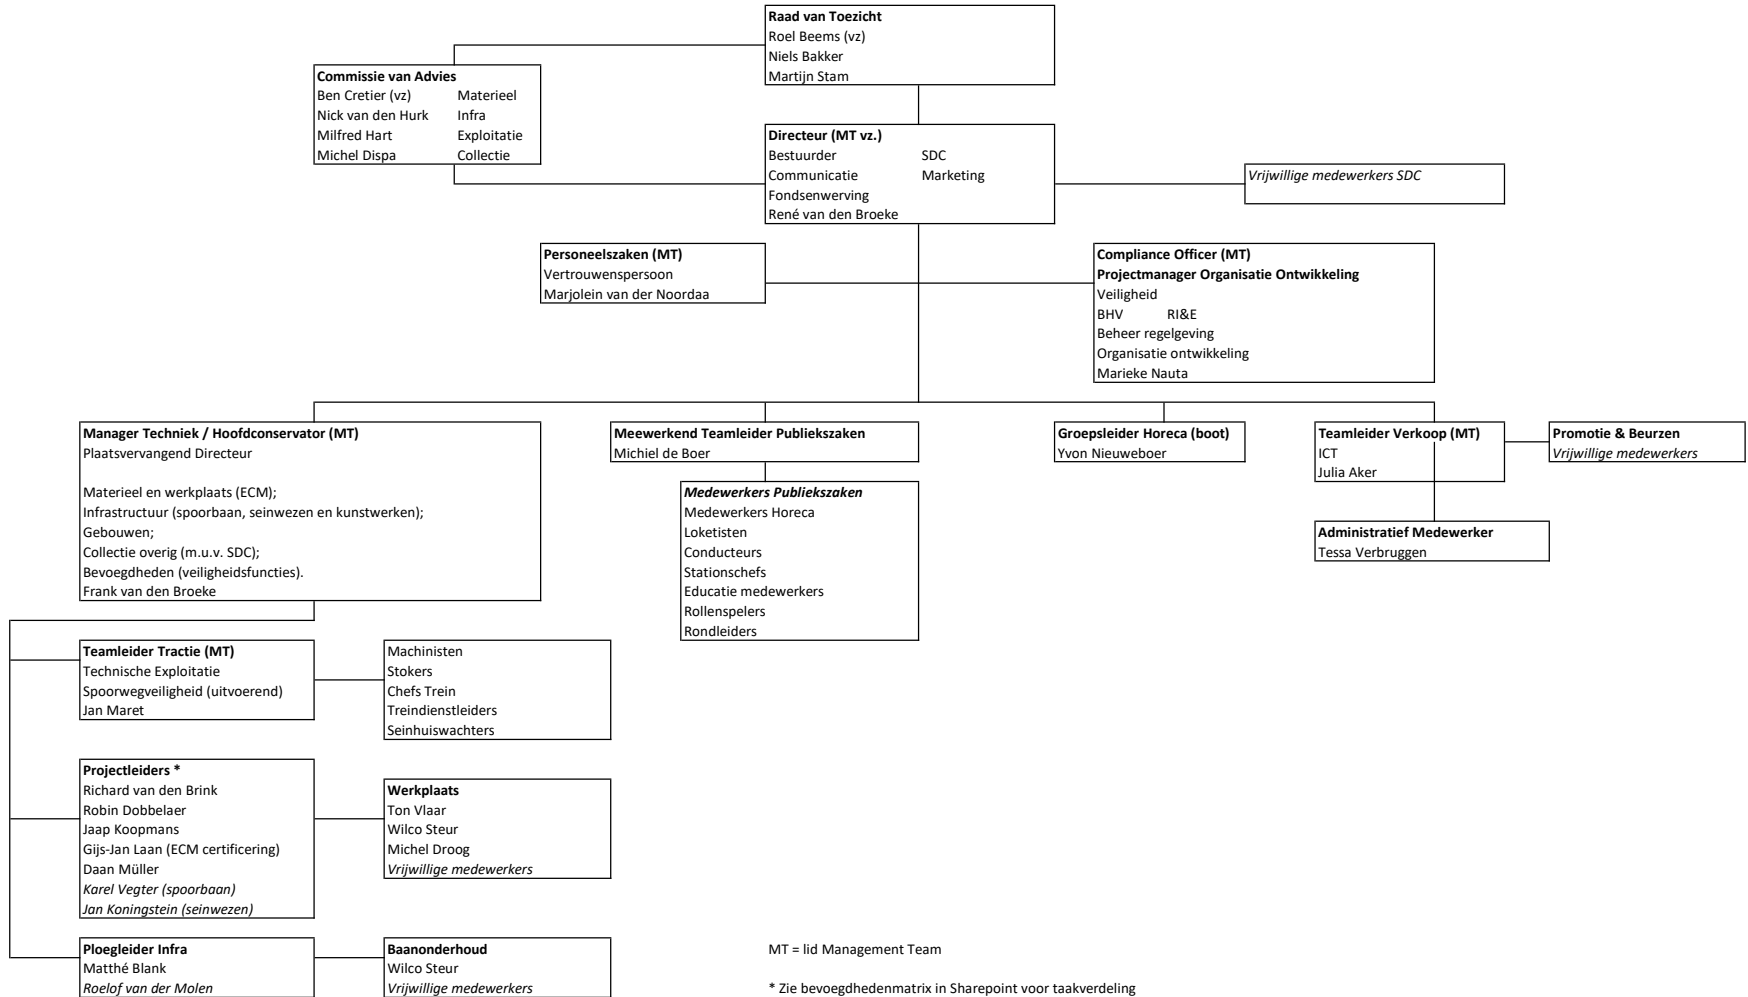 Raad van Toezicht
Roel Beems (vz)
Niels Bakker
Martijn Stam
Commissie van Advies
Ben Cretier (vz) Materieel
Nick van den Hurk Infra
Milfred Hart Exploitatie
Michel Dispa Collectie
Directeur (MT vz.)
Bestuurder SDC
Communicatie Marketing
Fondsenwerving
René van den Broeke
Vrijwillige medewerkers SDC
Personeelszaken (MT)
Vertrouwenspersoon
Marjolein van der Noordaa
Compliance Officer (MT)
Projectmanager Organisatie Ontwikkeling
Veiligheid
BHV RI&E
Beheer regelgeving
Organisatie ontwikkeling
Marieke Nauta
Manager Techniek / Hoofdconservator (MT)
Plaatsvervangend Directeur
Materieel en werkplaats (ECM);
Infrastructuur (spoorbaan, seinwezen en kunstwerken);
Gebouwen;
Collectie overig (m.u.v. SDC);
Bevoegdheden (veiligheidsfuncties).
Frank van den Broeke
Meewerkend Teamleider Publiekszaken
Michiel de Boer
Medewerkers Publiekszaken
Medewerkers Horeca
Loketisten
Conducteurs
Stationschefs
Educatie medewerkers
Rollenspelers
Rondleiders
Groepsleider Horeca (boot)
Yvon Nieuweboer
Teamleider Verkoop (MT)
ICT
Julia Aker
Promotie & Beurzen
Vrijwillige medewerkers
Administratief Medewerker
Tessa Verbruggen
Teamleider Tractie (MT)
Technische Exploitatie
Spoorwegveiligheid (uitvoerend)
Jan Maret
Machinisten
Stokers
Chefs Trein
Treindienstleiders
Seinhuiswachters
Projectleiders *
Richard van den Brink
Robin Dobbelaer
Jaap Koopmans
Gijs-Jan Laan (ECM certificering)
Daan Müller
Karel Vegter (spoorbaan)
Jan Koningstein (seinwezen)
Werkplaats
Ton Vlaar
Wilco Steur
Michel Droog
Vrijwillige medewerkers
Ploegleider Infra
Matthé Blank
Roelof van der Molen
Baanonderhoud
Wilco Steur
Vrijwillige medewerkers
MT = lid Management Team
* Zie bevoegdhedenmatrix in Sharepoint voor taakverdeling